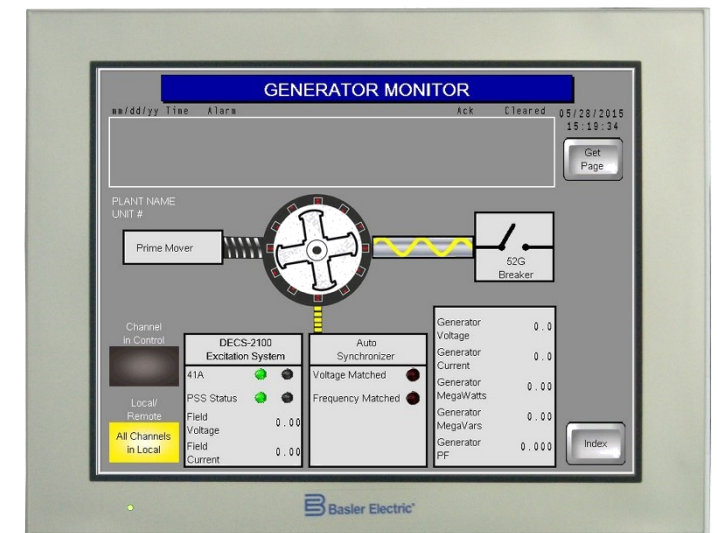 GENERATOR MONITOR
mm/dd/yy Time Alarm Ack Cleared
05/28/2015
15:19:34
Get
Page
PLANT NAME
UNIT #
Prime Mover
52G
Breaker
Channel
in Control
Local/
Remote
All Channels
in Local
DECS-2100
Excitation System
41A
PSS Status
Field
Voltage 0.00
Field
Current 0.00
Auto
Synchronizer
Voltage Matched
Frequency Matched
Generator
Voltage 0.0
Generator
Current 0.0
Generator
MegaWatts 0.00
Generator
MegaVars 0.00
Generator
PF 0.000
Index
Basler Electric